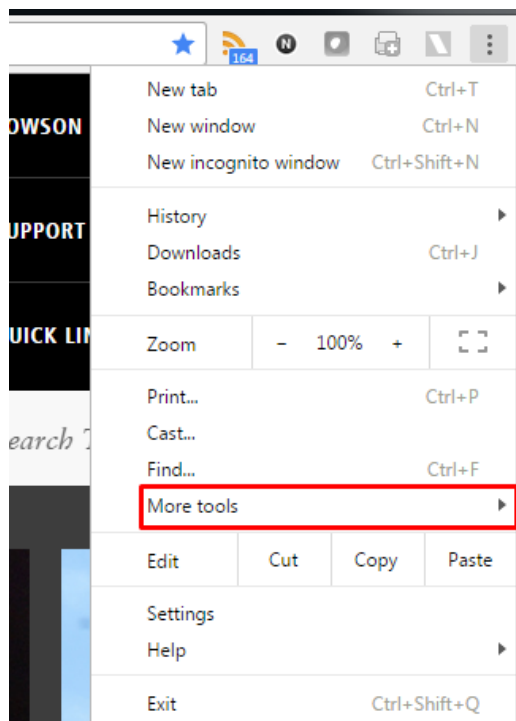 164
N
OWSON
UPPORT
UICK LIN
earch T
New tab Ctrl+T
New window Ctrl+N
New incognito window Ctrl+Shift+N
History
Downloads Ctrl+J
Bookmarks
Zoom - 100% +
Print... Ctrl+P
Cast...
Find... Ctrl+F
More tools
Edit Cut Copy Paste
Settings
Help
Exit Ctrl+Shift+Q